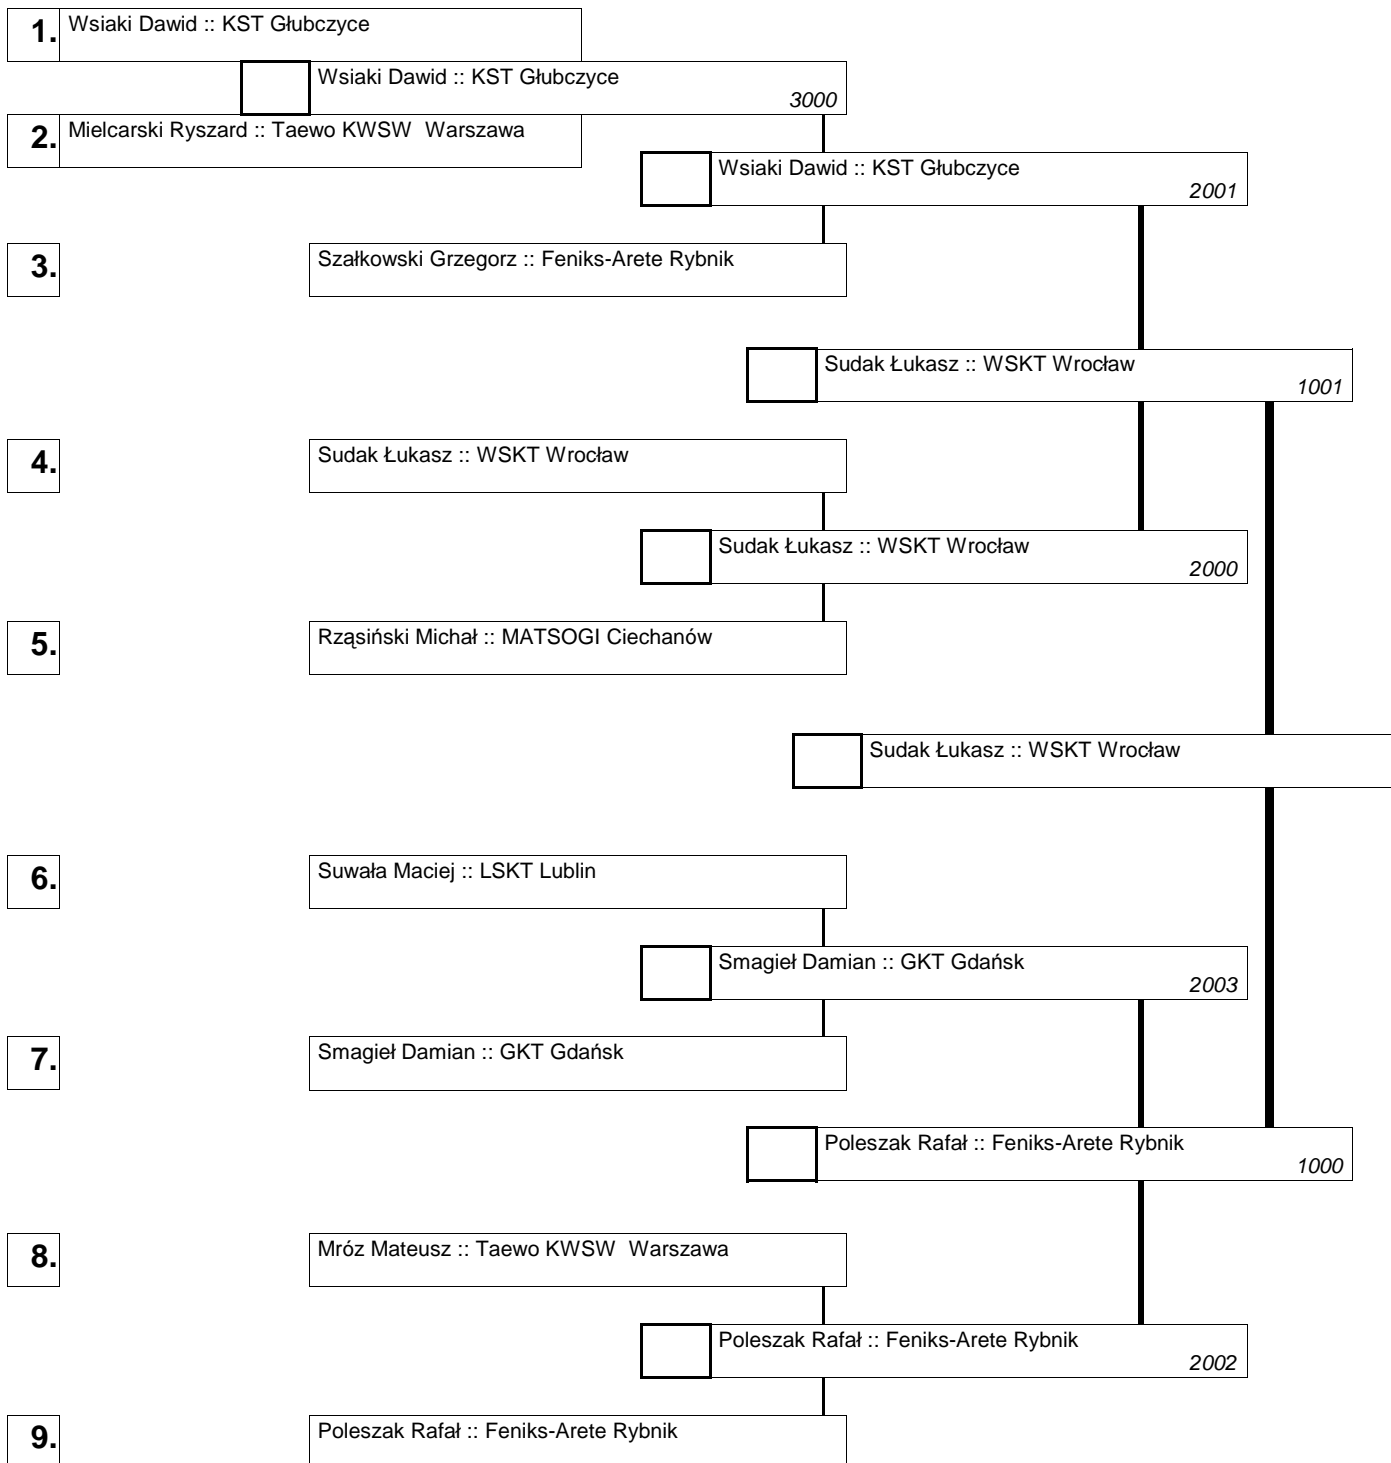 1. Wsiaki Dawid :: KST Głubczyce
Wsiaki Dawid :: KST Głubczyce
3000
2. Mielcarski Ryszard :: Taewo KWSW  Warszawa
Wsiaki Dawid :: KST Głubczyce
2001
3. Szałkowski Grzegorz :: Feniks-Arete Rybnik
Sudak Łukasz :: WSKT Wrocław
1001
4. Sudak Łukasz :: WSKT Wrocław
Sudak Łukasz :: WSKT Wrocław
2000
5. Rząsiński Michał :: MATSOGI Ciechanów
Sudak Łukasz :: WSKT Wrocław
6. Suwała Maciej :: LSKT Lublin
Smagieł Damian :: GKT Gdańsk
2003
7. Smagieł Damian :: GKT Gdańsk
Poleszak Rafał :: Feniks-Arete Rybnik
1000
8. Mróz Mateusz :: Taewo KWSW  Warszawa
Poleszak Rafał :: Feniks-Arete Rybnik
2002
9. Poleszak Rafał :: Feniks-Arete Rybnik